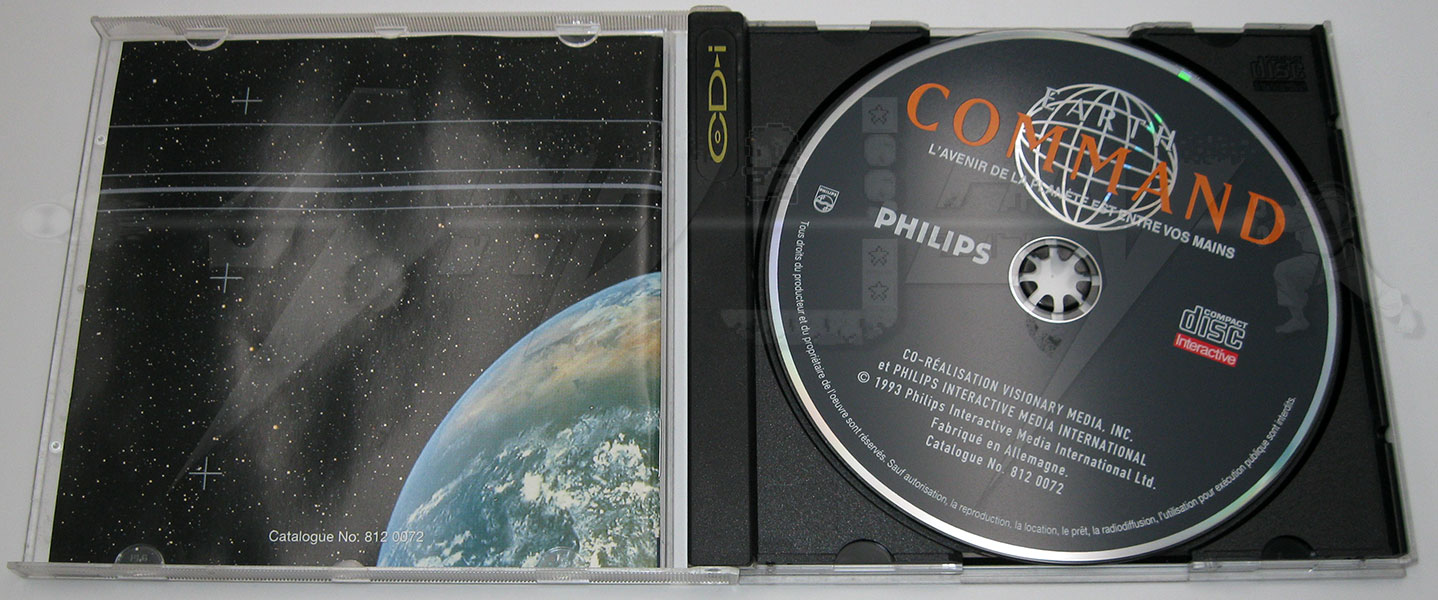 Catalogue No: 812 0072
CD-i
disc
EARTH
COMMAND
L'AVENIR DE LA PLANÈTE EST ENTRE VOS MAINS
PHILIPS
PHILIPS
COMPACT
disc
Interactive
CO-RÉALISATION VISIONARY MEDIA, INC.
et PHILIPS INTERACTIVE MEDIA INTERNATIONAL
© 1993 Philips Interactive Media International Ltd.
Fabriqué en Allemagne.
Catalogue No. 812 0072
Tous droits du producteur et du propriétaire de l'oeuvre sont réservés. Sauf autorisation, la reproduction, la location, le prêt, la radiodiffusion, l'utilisation pour exécution publique sont interdits.